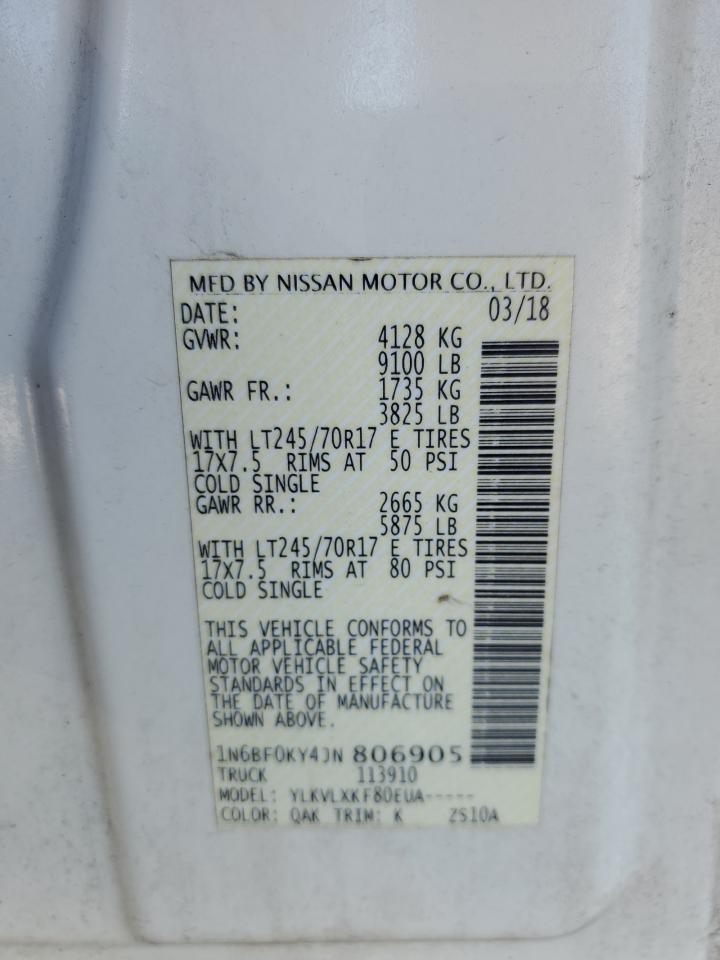 MFD BY NISSAN MOTOR CO., LTD.
DATE: 03/18
GVWR: 4128 KG
9100 LB
GAWR FR.: 1735 KG
3825 LB
WITH LT245/70R17 E TIRES
17X7.5 RIMS AT 50 PSI
COLD SINGLE
GAWR RR.: 2665 KG
5875 LB
WITH LT245/70R17 E TIRES
17X7.5 RIMS AT 80 PSI
COLD SINGLE
THIS VEHICLE CONFORMS TO
ALL APPLICABLE FEDERAL
MOTOR VEHICLE SAFETY
STANDARDS IN EFFECT ON
THE DATE OF MANUFACTURE
SHOWN ABOVE.
1N6BF0KY4JN 806905
TRUCK 113910
MODEL: YLKVLXKF80EUA-----
COLOR: QAK TRIM: K ZS10A